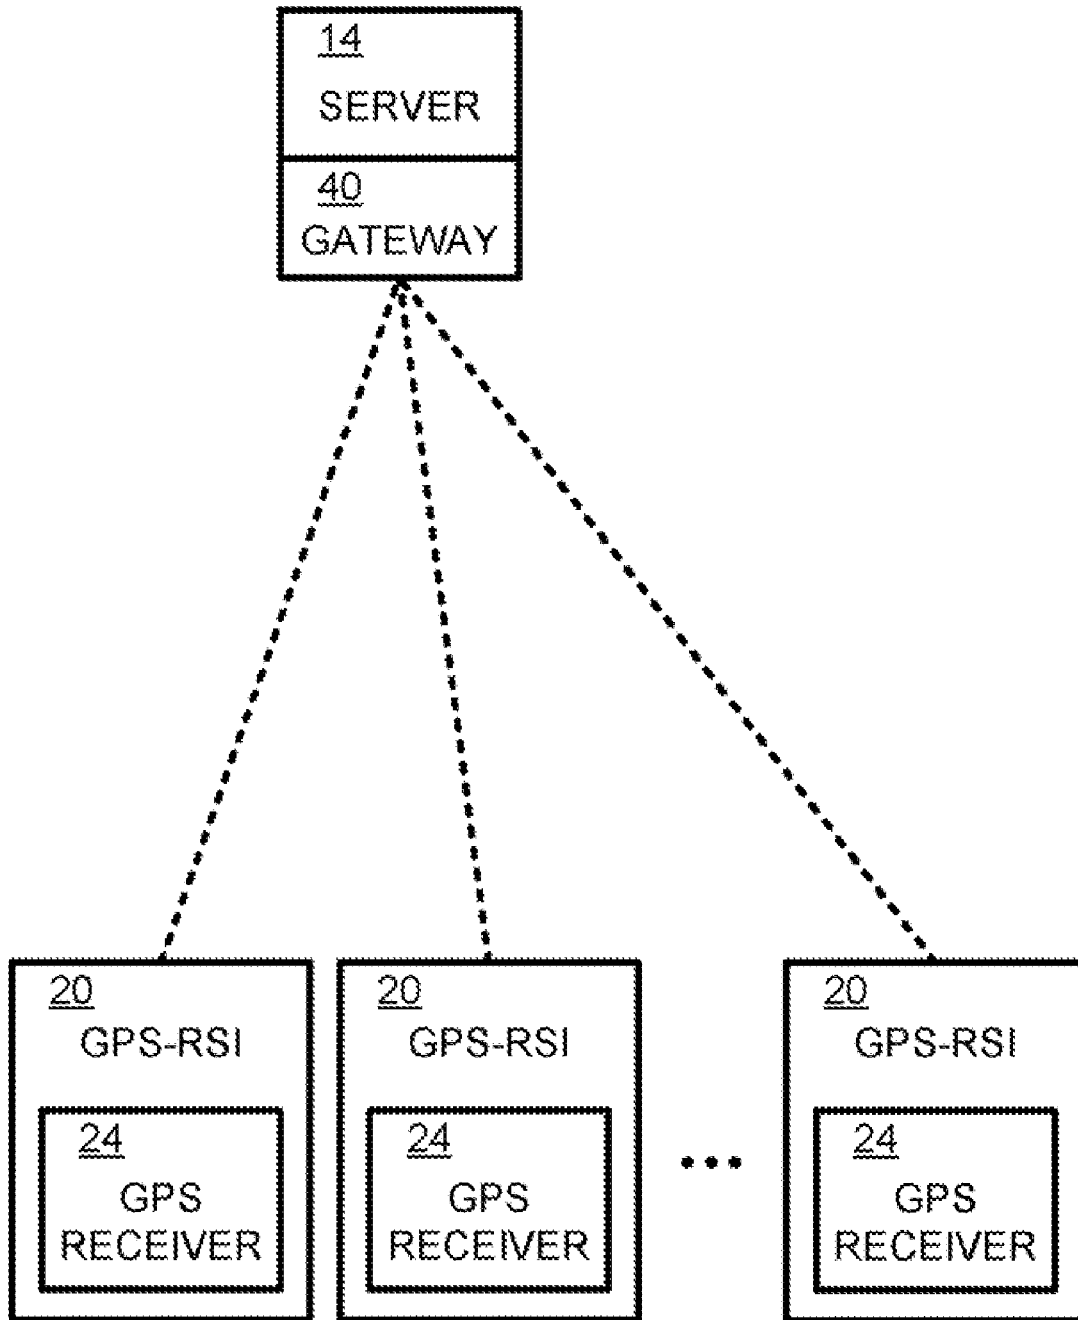 14
SERVER
40
GATEWAY
20
GPS-RSI
24
GPS
RECEIVER
20
GPS-RSI
24
GPS
RECEIVER
...
20
GPS-RSI
24
GPS
RECEIVER